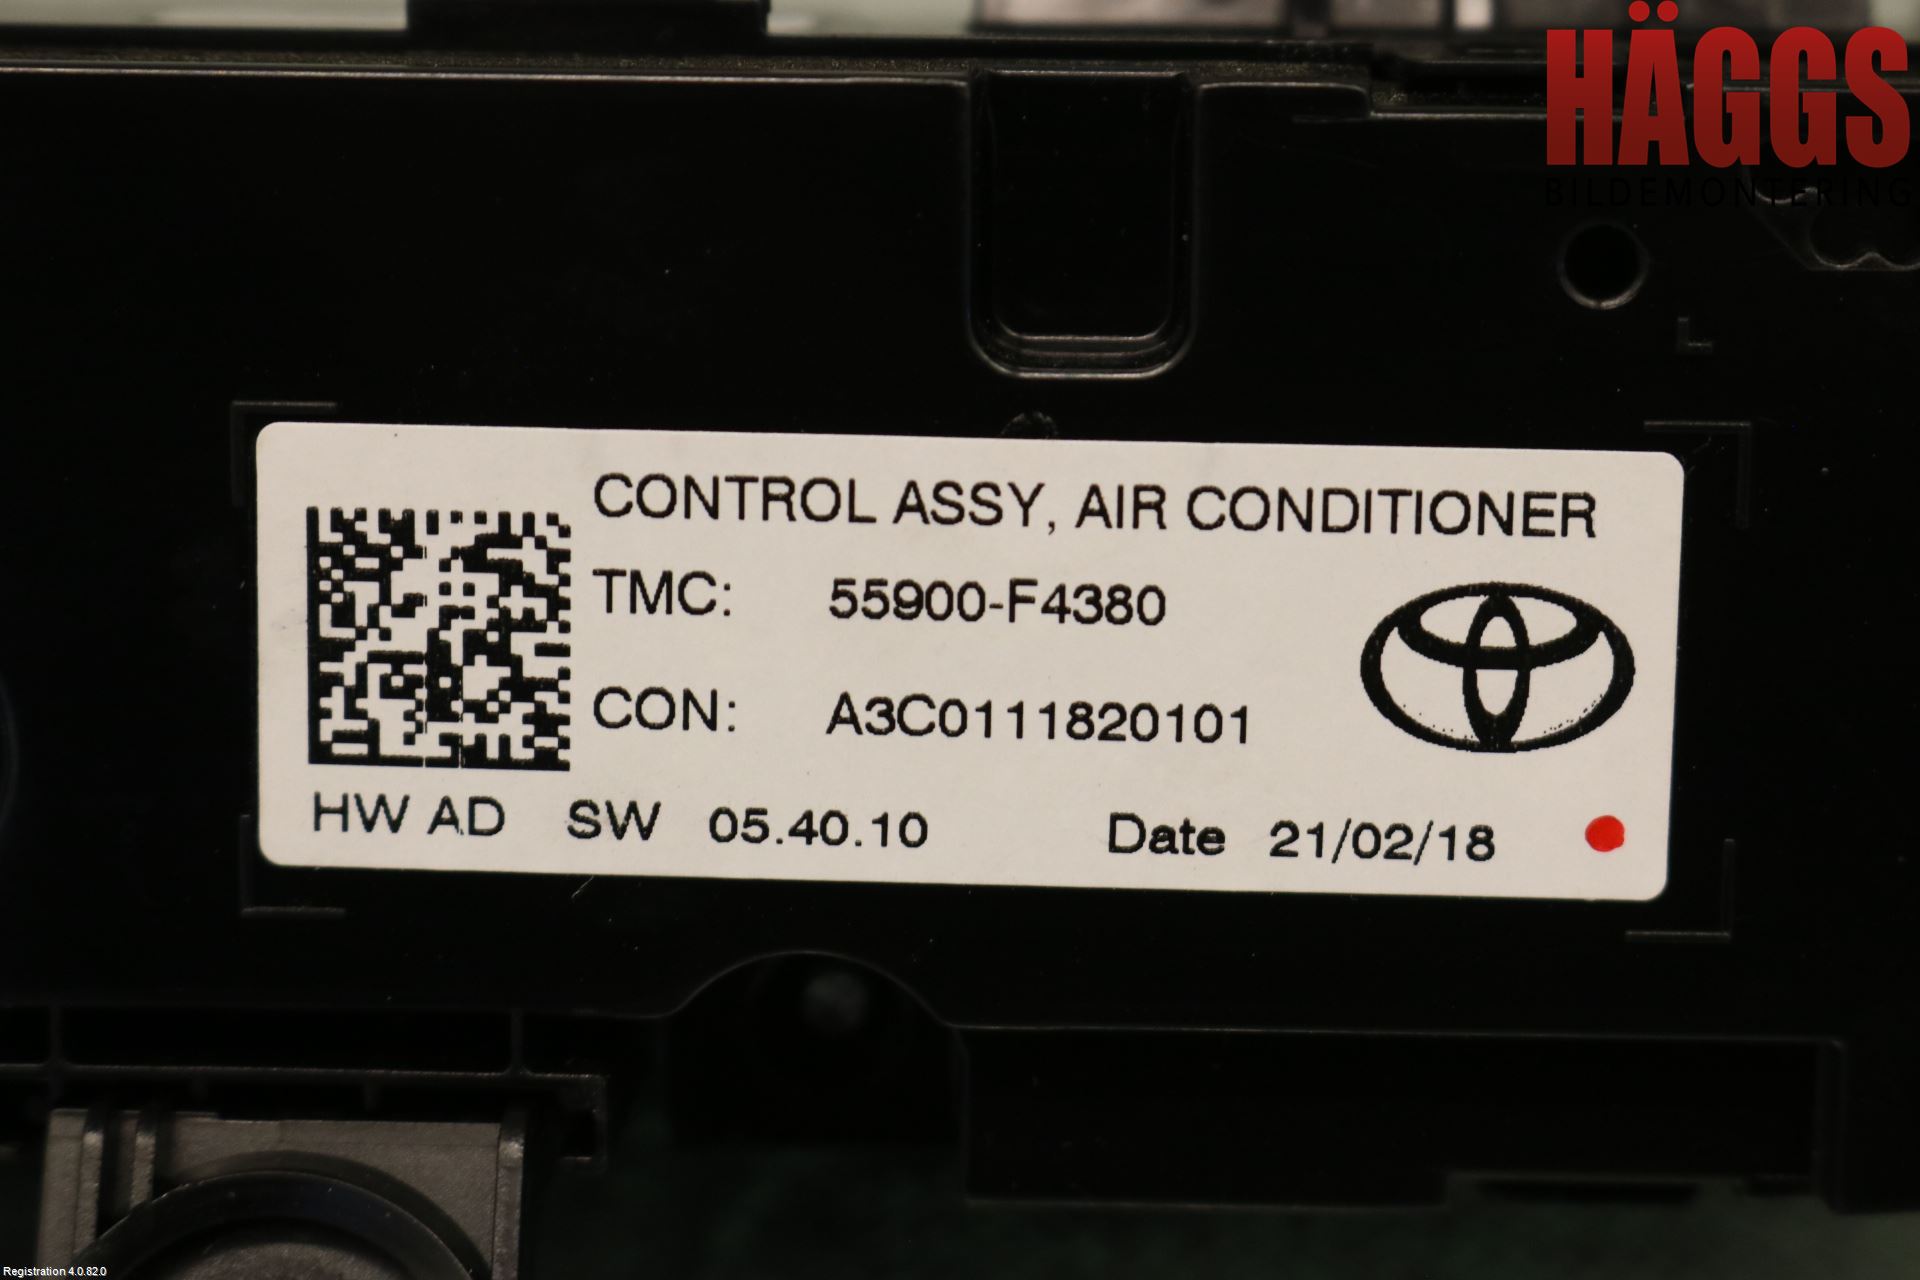 HÄGGS
BILDEMONTERING
CONTROL ASSY, AIR CONDITIONER
TMC: 55900-F4380
CON: A3C0111820101
HW AD SW 05.40.10 Date 21/02/18
Registration 4.0.82.0